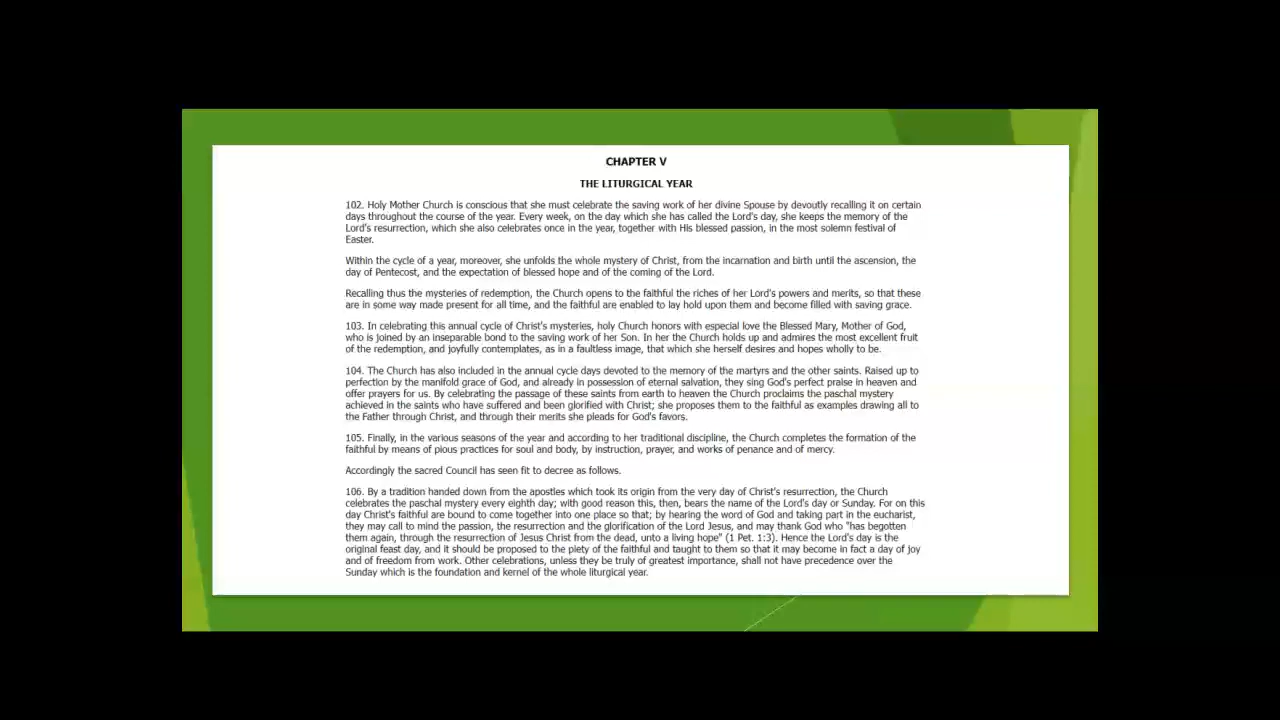 CHAPTER V
THE LITURGICAL YEAR
102. Holy Mother Church is conscious that she must celebrate the saving work of her divine Spouse by devoutly recalling it on certain
days throughout the course of the year. Every week, on the day which she has called the Lord's day, she keeps the memory of the
Lord's resurrection, which she also celebrates once in the year, together with His blessed passion, in the most solemn festival of
Easter.
Within the cycle of a year, moreover, she unfolds the whole mystery of Christ, from the incarnation and birth until the ascension, the
day of Pentecost, and the expectation of blessed hope and of the coming of the Lord.
Recalling thus the mysteries of redemption, the Church opens to the faithful the riches of her Lord's powers and merits, so that these
are in some way made present for all time, and the faithful are enabled to lay hold upon them and become filled with saving grace.
103. In celebrating this annual cycle of Christ's mysteries, holy Church honors with especial love the Blessed Mary, Mother of God,
who is joined by an inseparable bond to the saving work of her Son. In her the Church holds up and admires the most excellent fruit
of the redemption, and joyfully contemplates, as in a faultless image, that which she herself desires and hopes wholly to be.
104. The Church has also included in the annual cycle days devoted to the memory of the martyrs and the other saints. Raised up to
perfection by the manifold grace of God, and already in possession of eternal salvation, they sing God's perfect praise in heaven and
offer prayers for us. By celebrating the passage of these saints from earth to heaven the Church proclaims the paschal mystery
achieved in the saints who have suffered and been glorified with Christ; she proposes them to the faithful as examples drawing all to
the Father through Christ, and through their merits she pleads for God's favors.
105. Finally, in the various seasons of the year and according to her traditional discipline, the Church completes the formation of the
faithful by means of pious practices for soul and body, by instruction, prayer, and works of penance and of mercy.
Accordingly the sacred Council has seen fit to decree as follows.
106. By a tradition handed down from the apostles which took its origin from the very day of Christ's resurrection, the Church
celebrates the paschal mystery every eighth day; with good reason this, then, bears the name of the Lord's day or Sunday. For on this
day Christ's faithful are bound to come together into one place so that; by hearing the word of God and taking part in the eucharist,
they may call to mind the passion, the resurrection and the glorification of the Lord Jesus, and may thank God who "has begotten
them again, through the resurrection of Jesus Christ from the dead, unto a living hope" (1 Pet. 1:3). Hence the Lord's day is the
original feast day, and it should be proposed to the piety of the faithful and taught to them so that it may become in fact a day of joy
and of freedom from work. Other celebrations, unless they be truly of greatest importance, shall not have precedence over the
Sunday which is the foundation and kernel of the whole liturgical year.